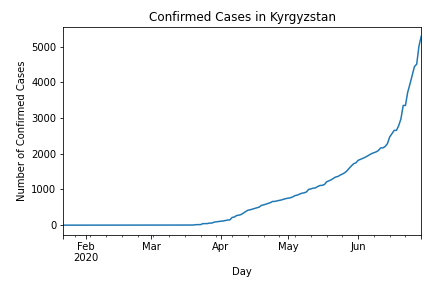 Confirmed Cases in Kyrgyzstan
Number of Confirmed Cases
5000
4000
3000
2000
1000
0
Feb Mar Apr May Jun
2020
Day